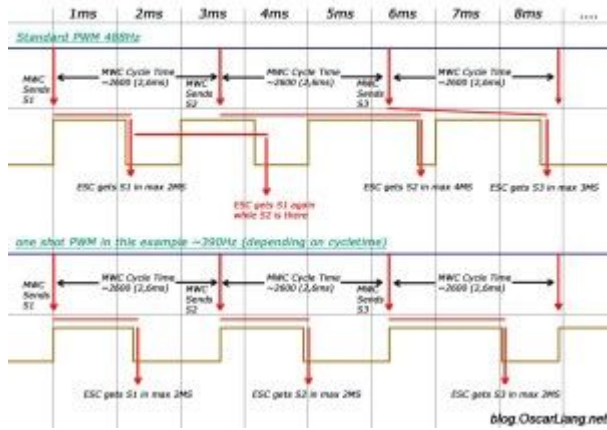 1ms 2ms 3ms 4ms 5ms 6ms 7ms 8ms ....
Standard PWM 488Hz
MWC Sends S1
MWC Cycle Time ~2600 (2,6ms)
MWC Sends S2
MWC Cycle Time ~2600 (2,6ms)
MWC Sends S3
MWC Cycle Time ~2600 (2,6ms)
ESC gets S1 in max 2MS
ESC gets S1 again
while S2 is there
ESC gets S2 in max 4MS
ESC gets S3 in max 3MS
one shot PWM in this example ~390Hz (depending on cycletime)
MWC Sends S1
MWC Cycle Time ~2600 (2,6ms)
MWC Sends S2
MWC Cycle Time ~2600 (2,6ms)
MWC Sends S3
MWC Cycle Time ~2600 (2,6ms)
ESC gets S1 in max 2MS
ESC gets S2 in max 2MS
ESC gets S3 in max 2MS
blog.OscarLiang.net